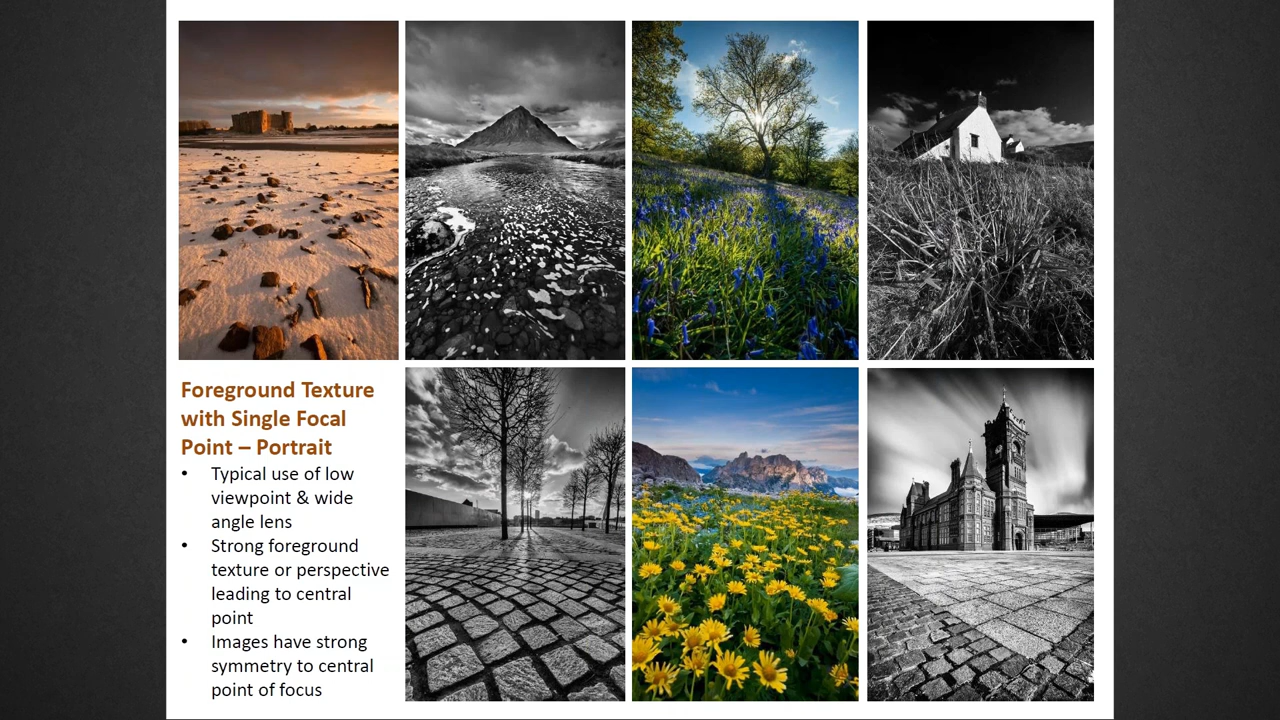 Foreground Texture
with Single Focal
Point – Portrait
• Typical use of low
viewpoint & wide
angle lens
• Strong foreground
texture or perspective
leading to central
point
• Images have strong
symmetry to central
point of focus